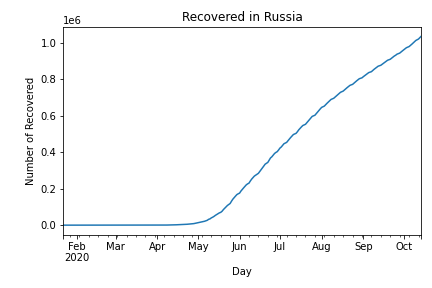 Recovered in Russia
1e6
1.0
0.8
0.6
0.4
0.2
0.0
Number of Recovered
Feb Mar Apr May Jun Jul Aug Sep Oct
2020
Day